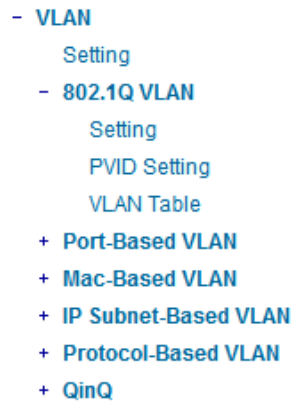 - VLAN
Setting
- 802.1Q VLAN
Setting
PVID Setting
VLAN Table
+ Port-Based VLAN
+ Mac-Based VLAN
+ IP Subnet-Based VLAN
+ Protocol-Based VLAN
+ QinQ